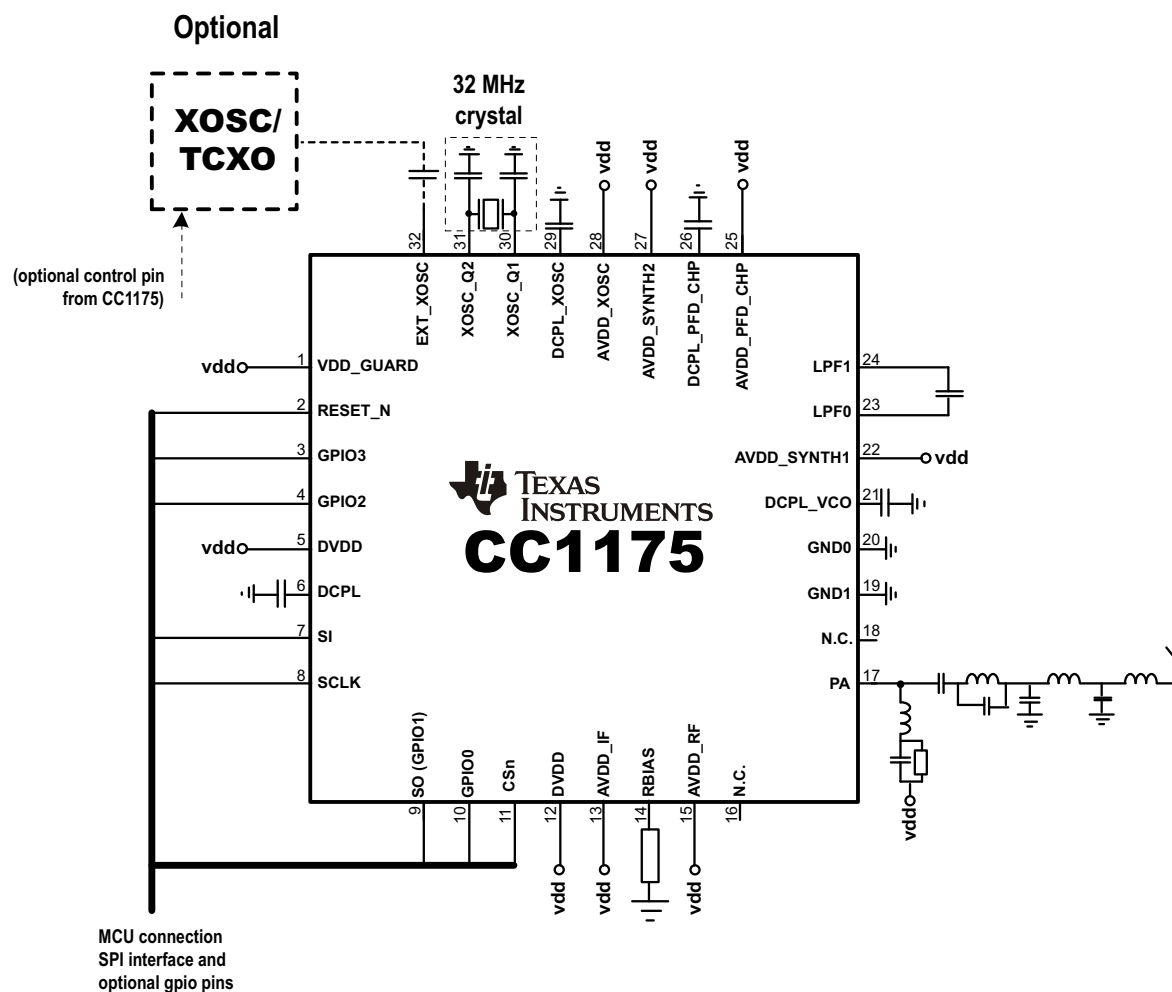 Optional
XOSC/
TCXO
(optional control pin
from CC1175)
32 MHz
crystal
vdd
vdd
vdd
32
31
30
29
28
27
26
25
EXT_XOSC
XOSC_Q2
XOSC_Q1
DCPL_XOSC
AVDD_XOSC
AVDD_SYNTH2
DCPL_PFD_CHP
AVDD_PFD_CHP
vdd 1 VDD_GUARD
2 RESET_N
3 GPIO3
4 GPIO2
vdd 5 DVDD
6 DCPL
7 SI
8 SCLK
TEXAS
INSTRUMENTS
CC1175
LPF1 24
LPF0 23
AVDD_SYNTH1 22 vdd
DCPL_VCO 21
GND0 20
GND1 19
N.C. 18
PA 17
vdd
SO (GPIO1)
GPIO0
CSn
DVDD
AVDD_IF
RBIAS
AVDD_RF
N.C.
9
10
11
12
13
14
15
16
vdd
vdd
vdd
MCU connection
SPI interface and
optional gpio pins